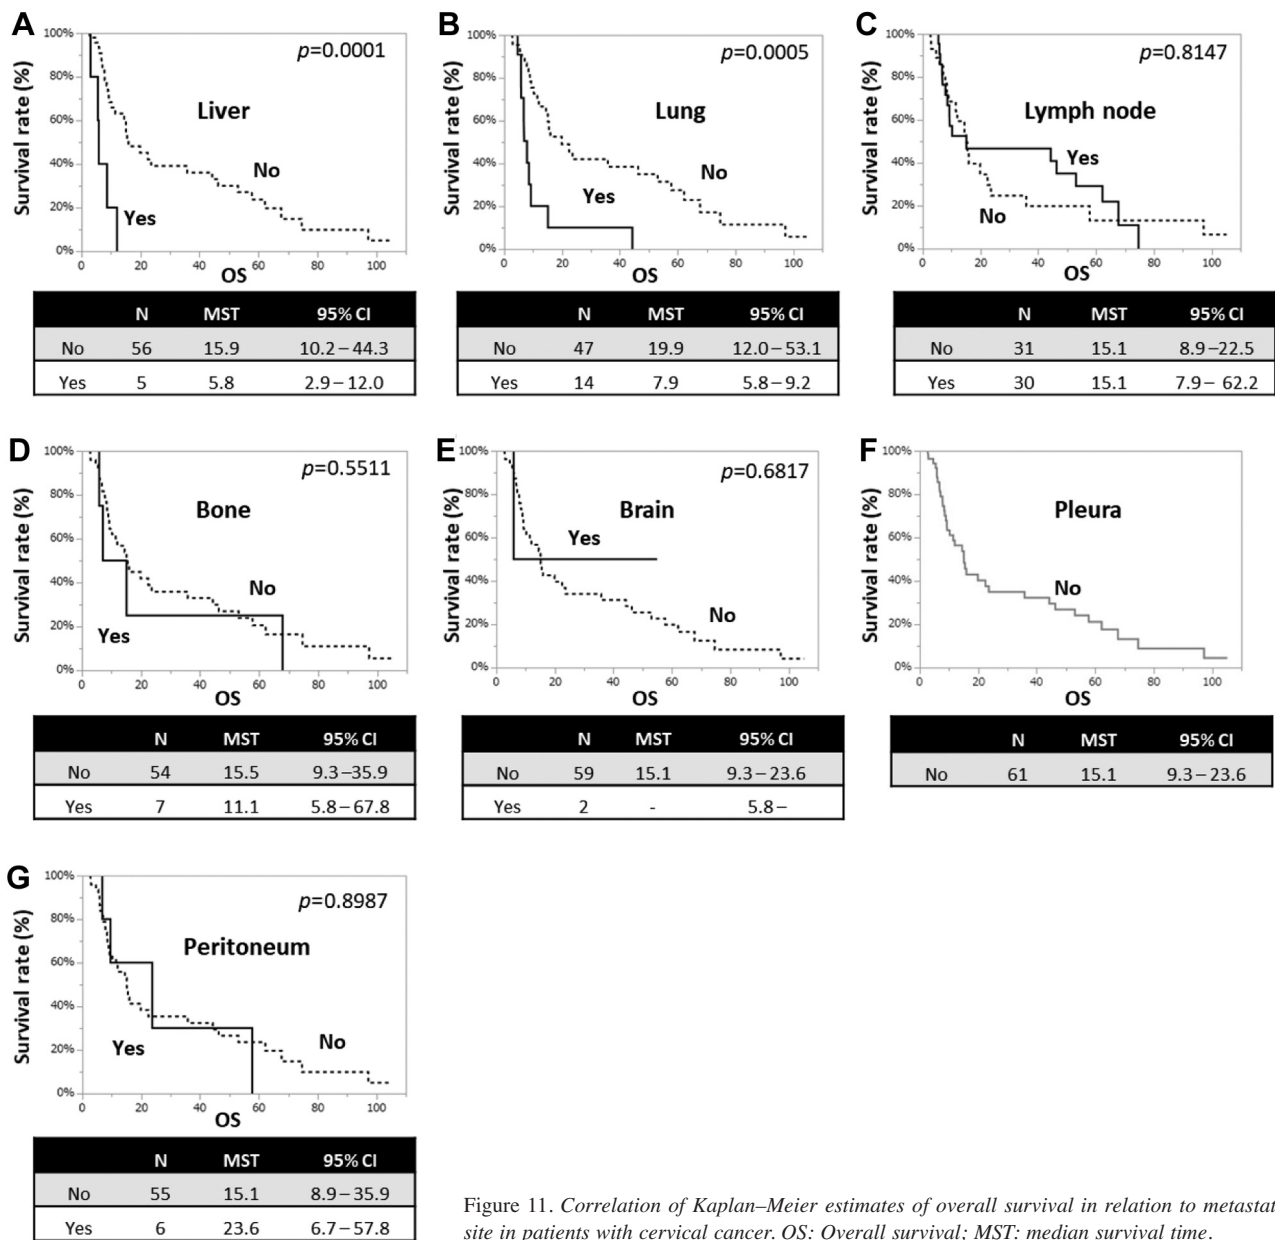 A
p=0.0001
Liver
No
Yes
Survival rate (%)
100%
80%
60%
40%
20%
0%
0 20 40 60 80 100
OS
N MST 95% CI
No 56 15.9 10.2–44.3
Yes 5 5.8 2.9–12.0
B
p=0.0005
Lung
No
Yes
Survival rate (%)
100%
80%
60%
40%
20%
0%
0 20 40 60 80 100
OS
N MST 95% CI
No 47 19.9 12.0–53.1
Yes 14 7.9 5.8–9.2
C
p=0.8147
Lymph node
Yes
No
Survival rate (%)
100%
80%
60%
40%
20%
0%
0 20 40 60 80 100
OS
N MST 95% CI
No 31 15.1 8.9–22.5
Yes 30 15.1 7.9– 62.2
D
p=0.5511
Bone
No
Yes
Survival rate (%)
100%
80%
60%
40%
20%
0%
0 20 40 60 80 100
OS
N MST 95% CI
No 54 15.5 9.3–35.9
Yes 7 11.1 5.8–67.8
E
p=0.6817
Brain
Yes
No
Survival rate (%)
100%
80%
60%
40%
20%
0%
0 20 40 60 80 100
OS
N MST 95% CI
No 59 15.1 9.3–23.6
Yes 2 - 5.8–
F
Pleura
No
Survival rate (%)
100%
80%
60%
40%
20%
0%
0 20 40 60 80 100
OS
N MST 95% CI
No 61 15.1 9.3–23.6
G
p=0.8987
Peritoneum
Yes
No
Survival rate (%)
100%
80%
60%
40%
20%
0%
0 20 40 60 80 100
OS
N MST 95% CI
No 55 15.1 8.9–35.9
Yes 6 23.6 6.7–57.8
Figure 11. Correlation of Kaplan–Meier estimates of overall survival in relation to metastat
site in patients with cervical cancer. OS: Overall survival; MST: median survival time.